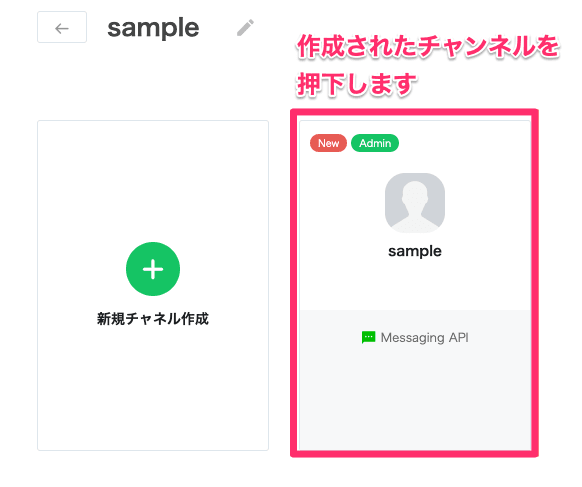 sample
作成されたチャンネルを
押下します
New
Admin
sample
新規チャネル作成
Messaging API